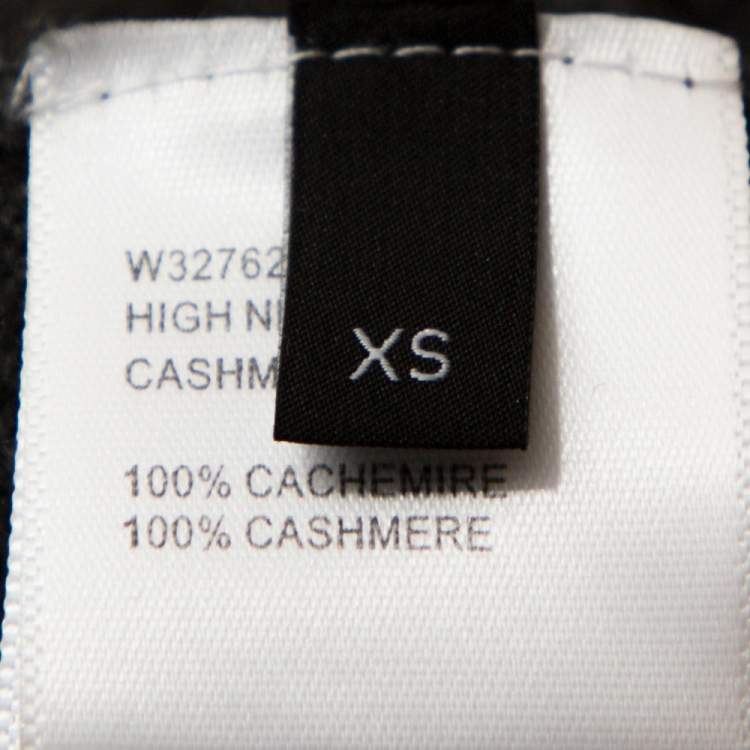 W32762
HIGH
XS
100% CACHEMIRE
100% CASHMERE